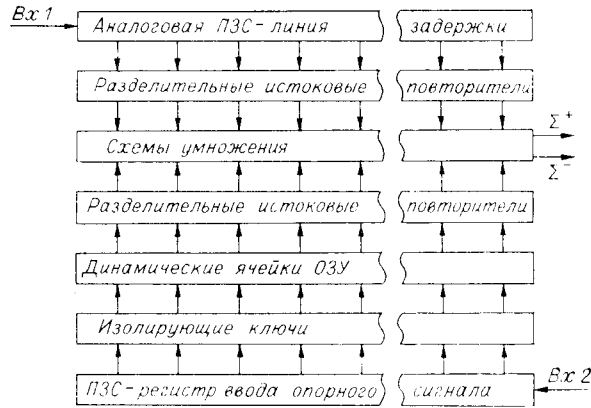 Вх 1
Аналоговая ПЗС-линия задержки
Разделительные истоковые повторители
Схемы умножения
Σ+
Σ−
Разделительные истоковые повторители
Динамические ячейки ОЗУ
Изолирующие ключи
Вх 2
ПЗС-регистр ввода опорного сигнала